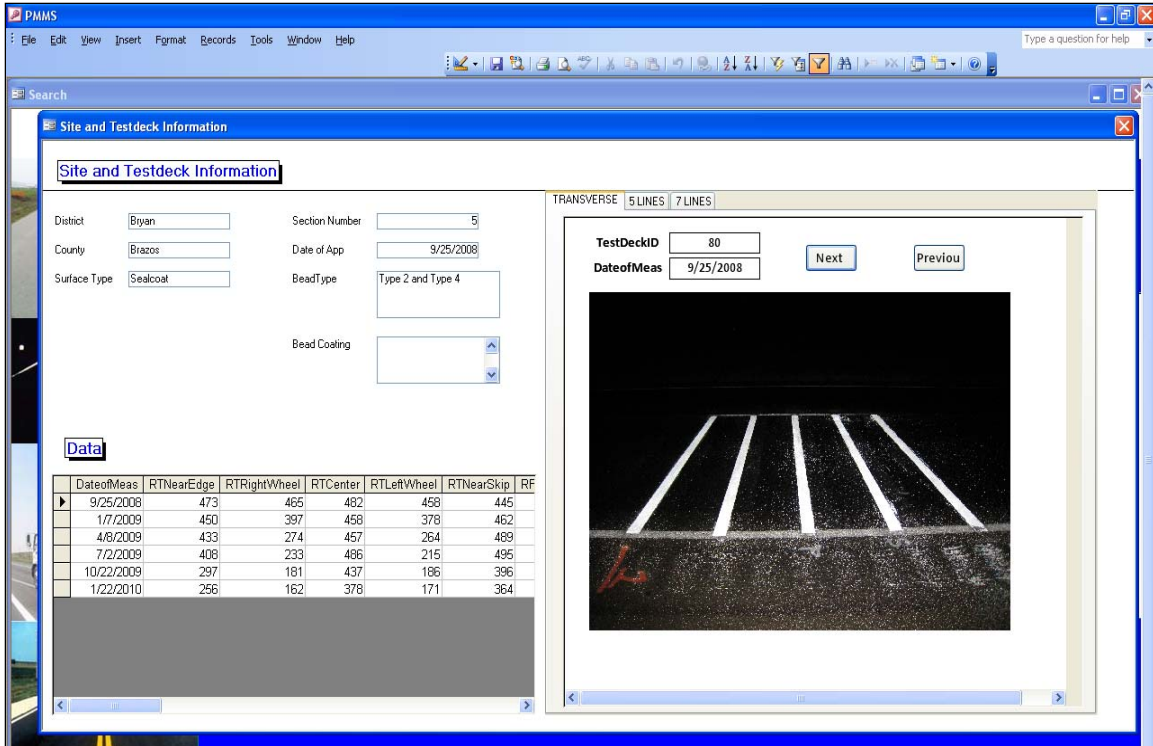 PMMS
File Edit View Insert Format Records Tools Window Help
Type a question for help
Search
Site and Testdeck Information
Site and Testdeck Information
District Bryan
County Brazos
Surface Type Sealcoat
Section Number 5
Date of App 9/25/2008
BeadType Type 2 and Type 4
Bead Coating
TRANSVERSE 5 LINES 7 LINES
TestDeckID 80
DateofMeas 9/25/2008
Next Previou
Data
DateofMeas RTNearEdge RTRightWheel RTCenter RTLeftWheel RTNearSkip RF
9/25/2008 473 465 482 458 445
1/7/2009 450 397 458 378 462
4/8/2009 433 274 457 264 489
7/2/2009 408 233 486 215 495
10/22/2009 297 181 437 186 396
1/22/2010 256 162 378 171 364